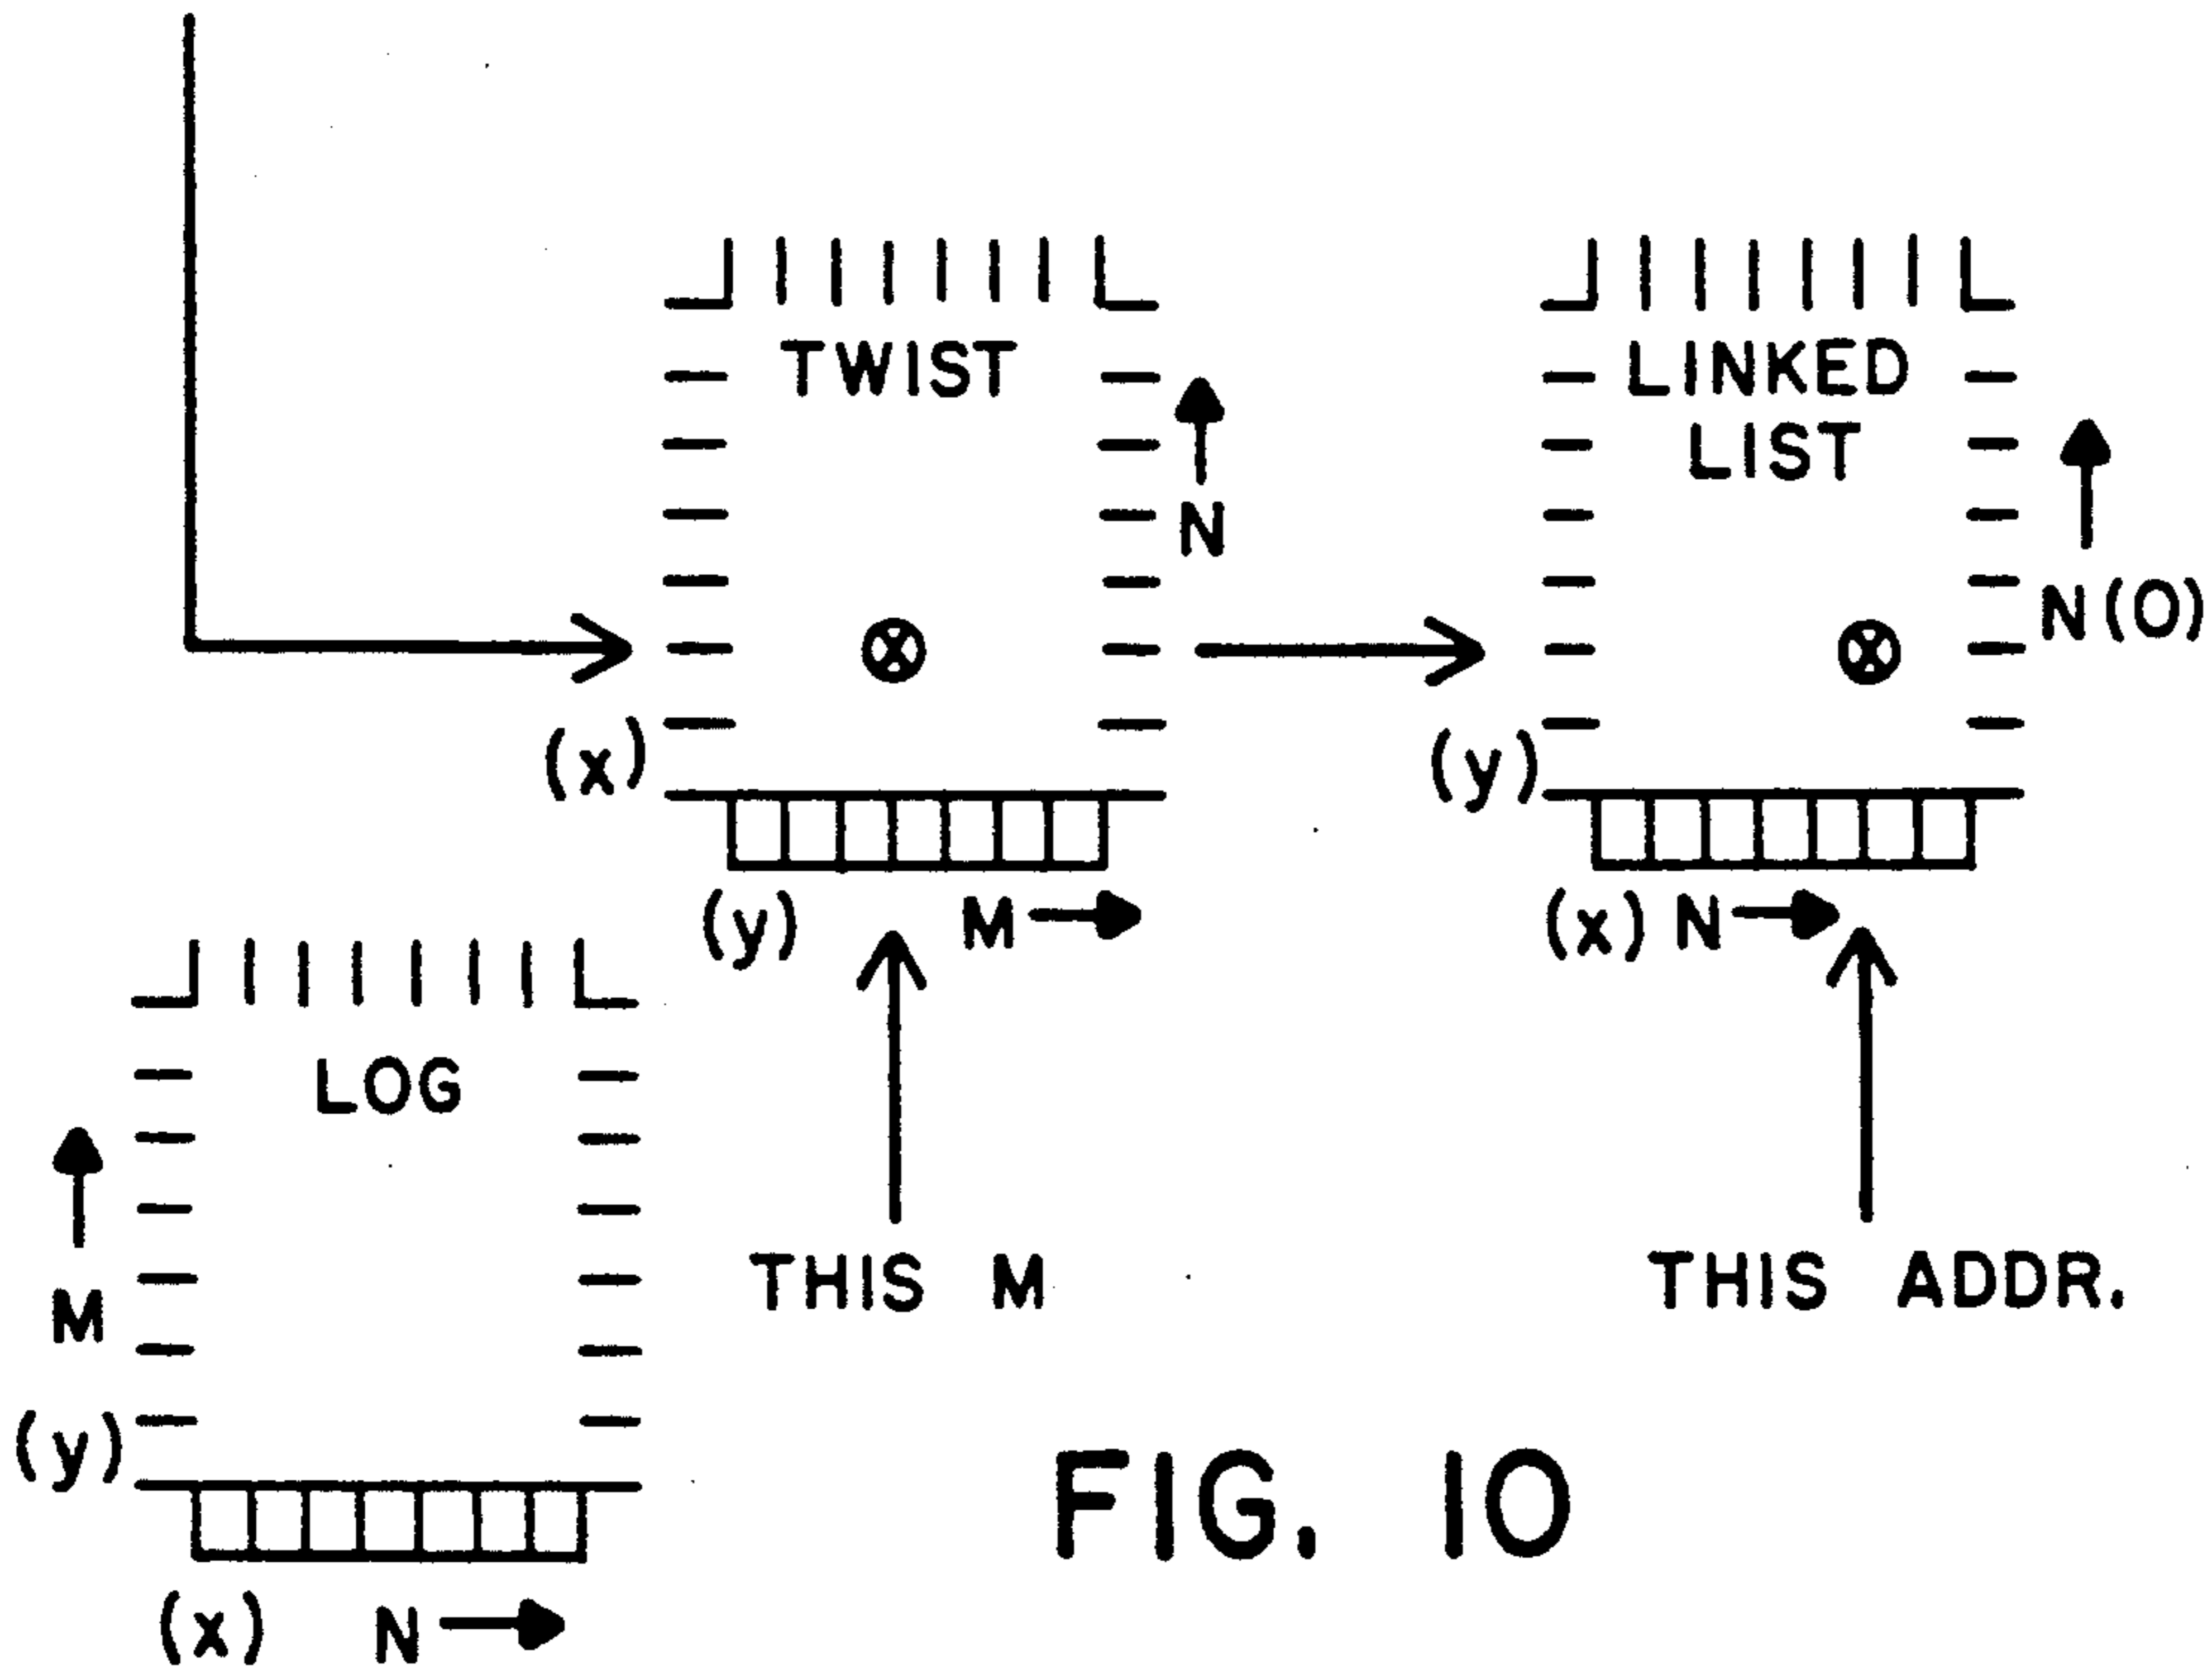 TWIST
N
(x)
(y) M
THIS M
LINKED
LIST
N(O)
(y)
(x) N
THIS ADDR.
LOG
M
(y)
(x) N
FIG. 10